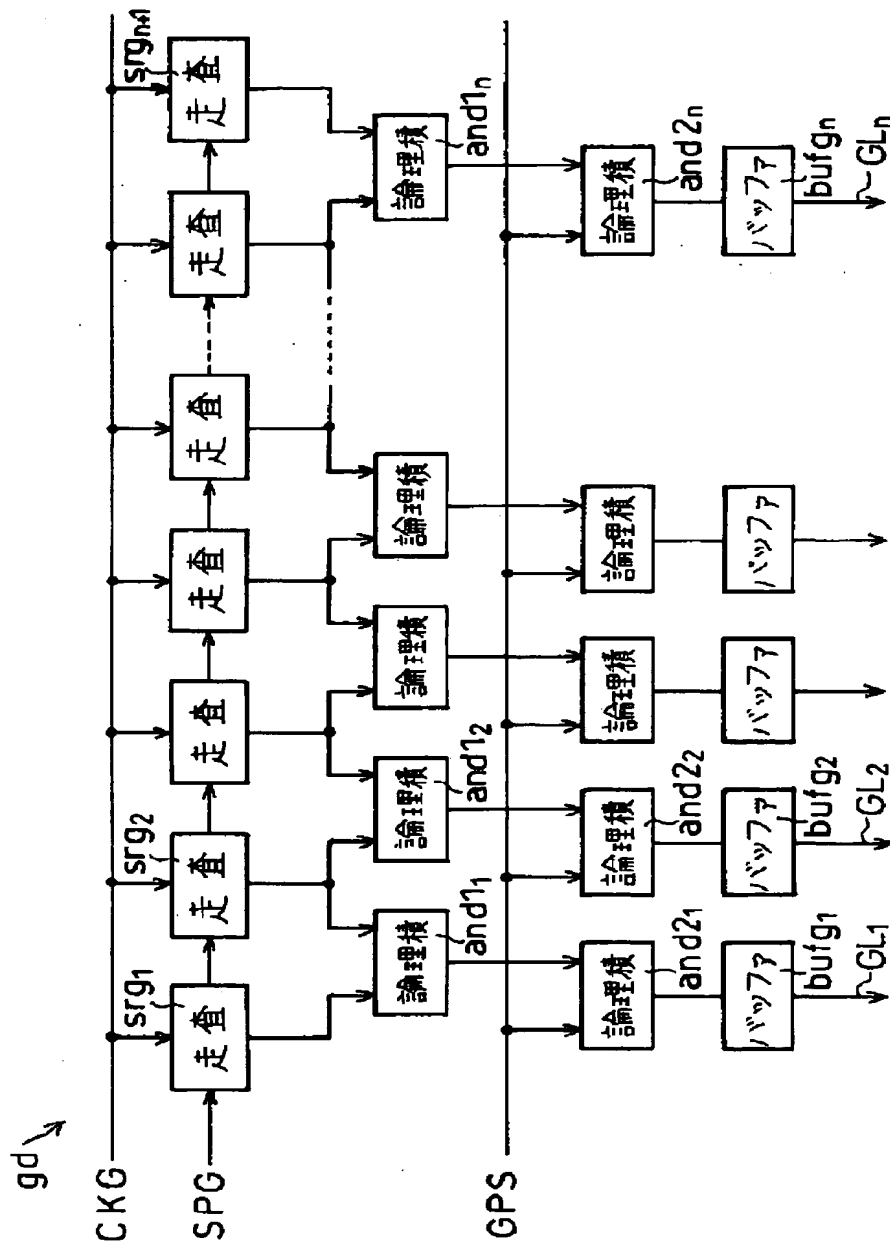 gd
CKG
srg₁ srg₂ srgₙ₊₁
SPG 走査 走査 走査 走査 走査 走査 走査
論理積 論理積 論理積 論理積 論理積
and1₁ and1₂ and1ₙ
GPS
論理積 論理積 論理積 論理積 論理積
and2₁ and2₂ and2ₙ
バッファ バッファ バッファ バッファ バッファ
bufg₁ bufg₂ bufgₙ
GL₁ GL₂ GLₙ